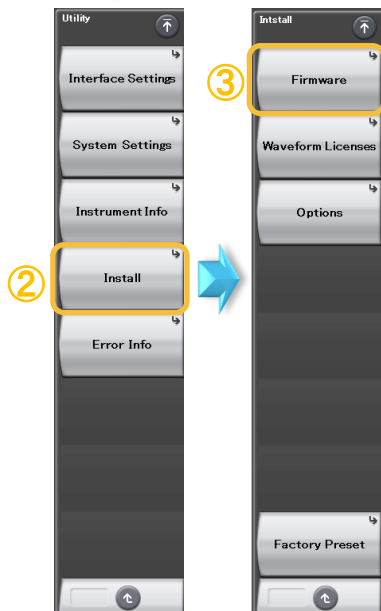 Utility
Interface Settings
System Settings
Instrument Info
②
Install
Error Info
Intstall
③
Firmware
Waveform Licenses
Options
Factory Preset